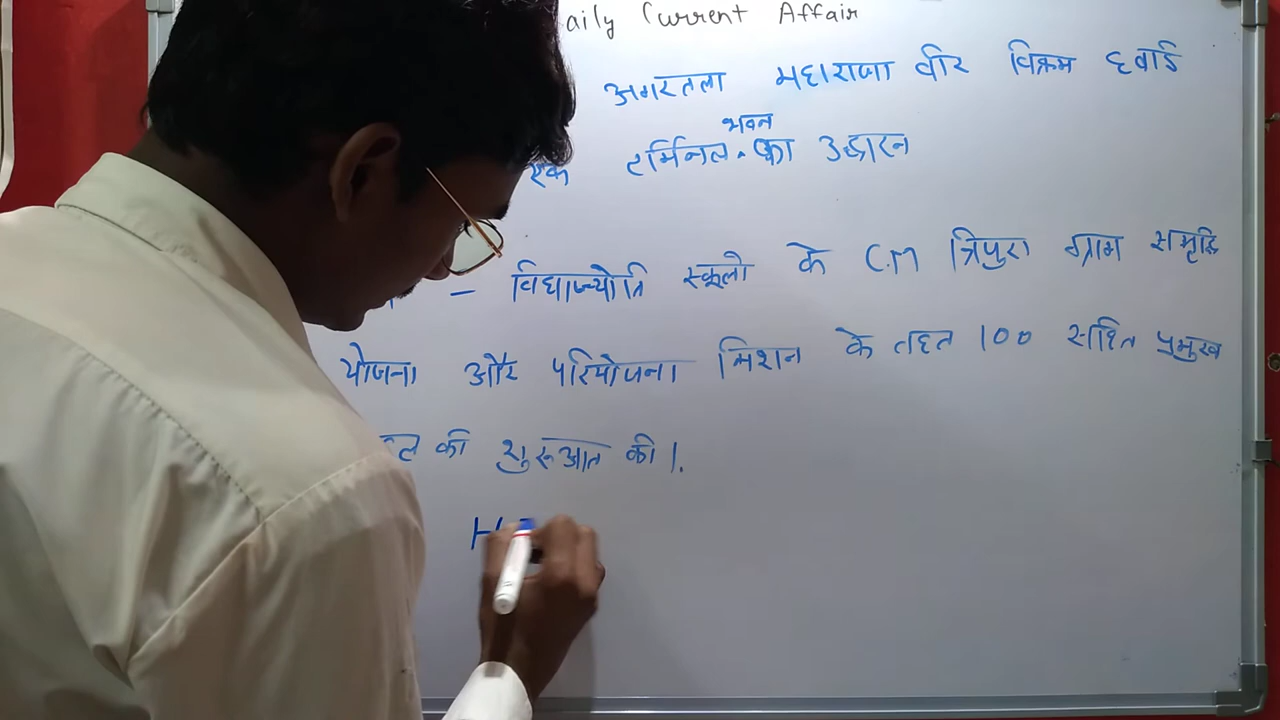 aily Current Affair
अगरतला महाराजा वीर विक्रम हवाई
भवन
एक टर्मिनल ^ का उद्घाटन
– विद्याज्योति स्कूलो के C.M त्रिपुरा ग्राम समृद्धि
योजना और परियोजना मिशन के तहत 100 सहित प्रमुख
की शुरूआत की ।.
H